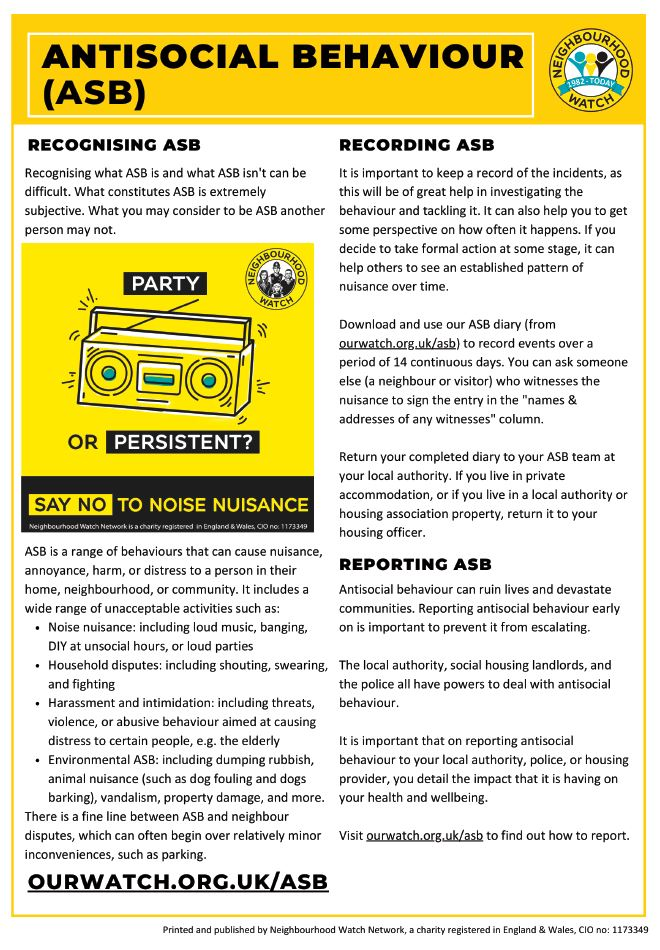 ANTISOCIAL BEHAVIOUR
(ASB)
NEIGHBOURHOOD
1982 - TODAY
WATCH
RECOGNISING ASB
Recognising what ASB is and what ASB isn't can be
difficult. What constitutes ASB is extremely
subjective. What you may consider to be ASB another
person may not.
NEIGHBOURHOOD
WATCH
PARTY
OR PERSISTENT?
SAY NO TO NOISE NUISANCE
Neighbourhood Watch Network is a charity registered in England & Wales, CIO no: 1173349
ASB is a range of behaviours that can cause nuisance,
annoyance, harm, or distress to a person in their
home, neighbourhood, or community. It includes a
wide range of unacceptable activities such as:
• Noise nuisance: including loud music, banging,
DIY at unsocial hours, or loud parties
• Household disputes: including shouting, swearing,
and fighting
• Harassment and intimidation: including threats,
violence, or abusive behaviour aimed at causing
distress to certain people, e.g. the elderly
• Environmental ASB: including dumping rubbish,
animal nuisance (such as dog fouling and dogs
barking), vandalism, property damage, and more.
There is a fine line between ASB and neighbour
disputes, which can often begin over relatively minor
inconveniences, such as parking.
OURWATCH.ORG.UK/ASB
RECORDING ASB
It is important to keep a record of the incidents, as
this will be of great help in investigating the
behaviour and tackling it. It can also help you to get
some perspective on how often it happens. If you
decide to take formal action at some stage, it can
help others to see an established pattern of
nuisance over time.
Download and use our ASB diary (from
ourwatch.org.uk/asb) to record events over a
period of 14 continuous days. You can ask someone
else (a neighbour or visitor) who witnesses the
nuisance to sign the entry in the "names &
addresses of any witnesses" column.
Return your completed diary to your ASB team at
your local authority. If you live in private
accommodation, or if you live in a local authority or
housing association property, return it to your
housing officer.
REPORTING ASB
Antisocial behaviour can ruin lives and devastate
communities. Reporting antisocial behaviour early
on is important to prevent it from escalating.
The local authority, social housing landlords, and
the police all have powers to deal with antisocial
behaviour.
It is important that on reporting antisocial
behaviour to your local authority, police, or housing
provider, you detail the impact that it is having on
your health and wellbeing.
Visit ourwatch.org.uk/asb to find out how to report.
Printed and published by Neighbourhood Watch Network, a charity registered in England & Wales, CIO no: 1173349